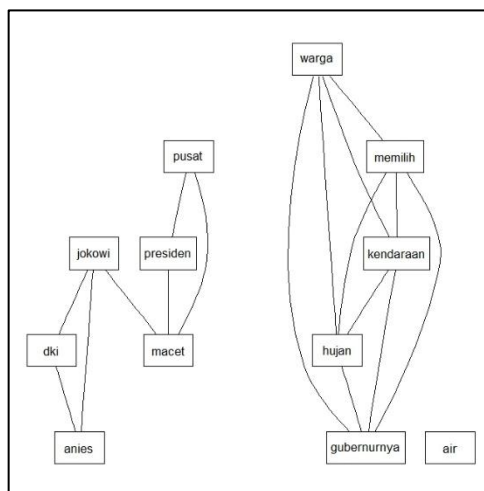 warga
pusat
memilih
jokowi
presiden
kendaraan
dki
macet
hujan
anies
gubernurnya
air